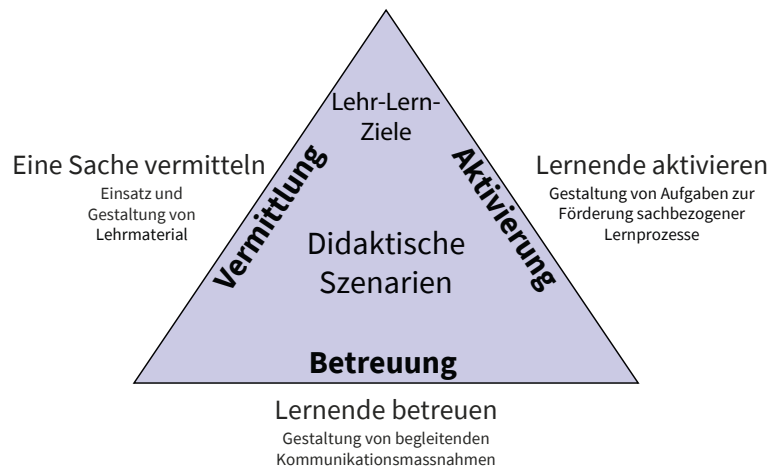 Lehr-Lern-
Ziele
Eine Sache vermitteln
Einsatz und
Gestaltung von
Lehrmaterial
Vermittlung
Aktivierung
Lernende aktivieren
Gestaltung von Aufgaben zur
Förderung sachbezogener
Lernprozesse
Didaktische
Szenarien
Betreuung
Lernende betreuen
Gestaltung von begleitenden
Kommunikationsmassnahmen